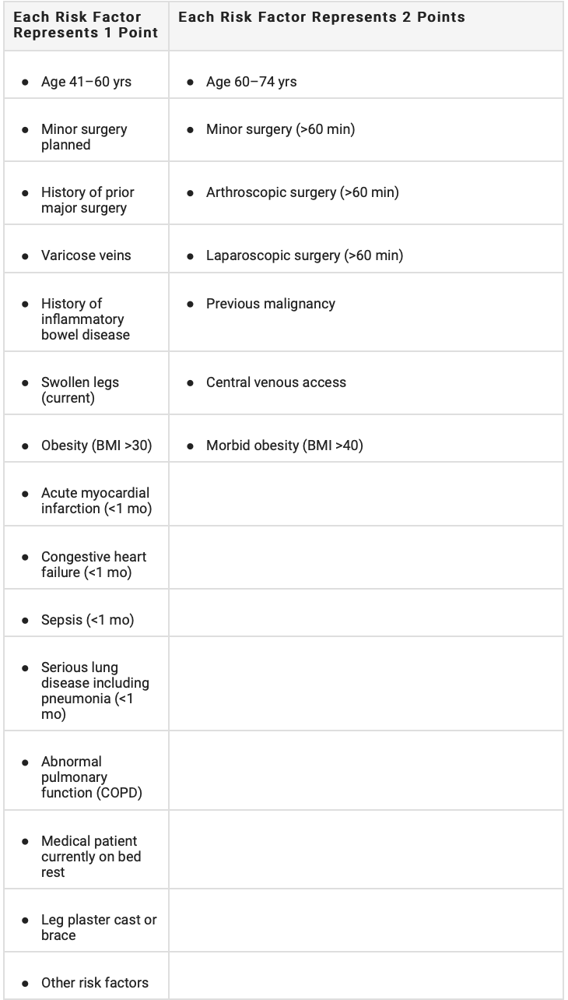 Each Risk Factor
Represents 1 Point
Each Risk Factor Represents 2 Points
● Age 41–60 yrs
● Age 60–74 yrs
● Minor surgery
planned
● Minor surgery (>60 min)
● History of prior
major surgery
● Arthroscopic surgery (>60 min)
● Varicose veins
● Laparoscopic surgery (>60 min)
● History of
inflammatory
bowel disease
● Previous malignancy
● Swollen legs
(current)
● Central venous access
● Obesity (BMI >30)
● Morbid obesity (BMI >40)
● Acute myocardial
infarction (<1 mo)
● Congestive heart
failure (<1 mo)
● Sepsis (<1 mo)
● Serious lung
disease including
pneumonia (<1
mo)
● Abnormal
pulmonary
function (COPD)
● Medical patient
currently on bed
rest
● Leg plaster cast or
brace
● Other risk factors